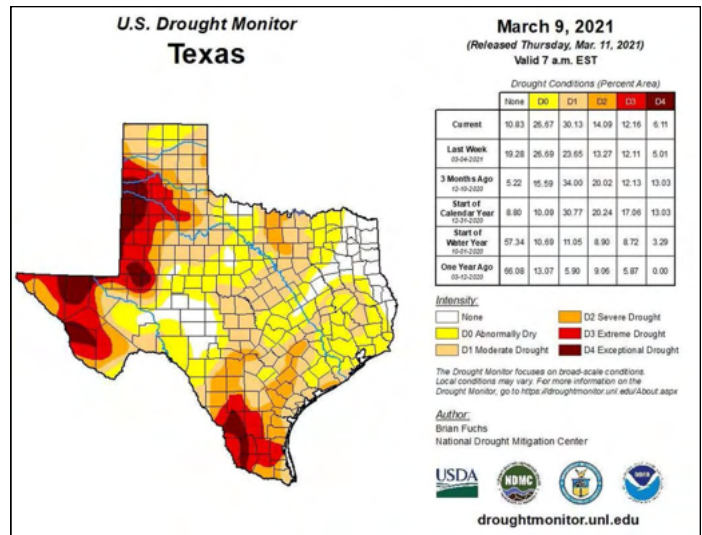 U.S. Drought Monitor
Texas
March 9, 2021
(Released Thursday, Mar. 11, 2021)
Valid 7 a.m. EST
Drought Conditions (Percent Area)
None D0 D1 D2 D3 D4
Current 10.83 26.67 30.13 14.09 12.16 6.11
Last Week 19.28 26.69 23.65 13.27 12.11 5.01
03-04-2021
3 Months Ago 5.22 15.59 34.00 20.02 12.13 13.03
12-10-2020
Start of Calendar Year 8.80 10.09 30.77 20.24 17.06 13.03
12-31-2020
Start of Water Year 57.34 10.69 11.05 8.90 8.72 3.29
10-01-2020
One Year Ago 66.08 13.07 5.90 9.06 5.87 0.00
03-12-2020
Intensity:
None
D2 Severe Drought
D0 Abnormally Dry
D3 Extreme Drought
D1 Moderate Drought
D4 Exceptional Drought
The Drought Monitor focuses on broad-scale conditions.
Local conditions may vary. For more information on the
Drought Monitor, go to https://droughtmonitor.unl.edu/About.aspx
Author:
Brian Fuchs
National Drought Mitigation Center
USDA
NDMC
droughtmonitor.unl.edu